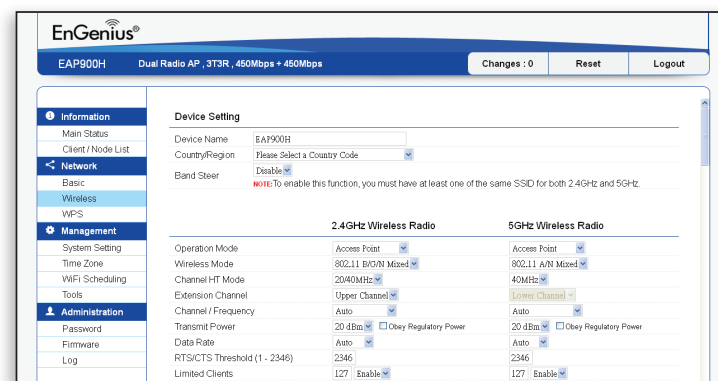 EnGenius®
EAP900H Dual Radio AP , 3T3R , 450Mbps + 450Mbps Changes : 0 Reset Logout
Information
Main Status
Client / Node List
Network
Basic
Wireless
WPS
Management
System Setting
Time Zone
WiFi Scheduling
Tools
Administration
Password
Firmware
Log
Device Setting
Device Name EAP900H
Country/Region Please Select a Country Code
Band Steer Disable
NOTE:To enable this function, you must have at least one of the same SSID for both 2.4GHz and 5GHz.
2.4GHz Wireless Radio 5GHz Wireless Radio
Operation Mode Access Point Access Point
Wireless Mode 802.11 B/G/N Mixed 802.11 A/N Mixed
Channel HT Mode 20/40MHz 40MHz
Extension Channel Upper Channel Lower Channel
Channel / Frequency Auto Auto
Transmit Power 20 dBm Obey Regulatory Power 20 dBm Obey Regulatory Power
Data Rate Auto Auto
RTS/CTS Threshold (1 - 2346) 2346 2346
Limited Clients 127 Enable 127 Enable